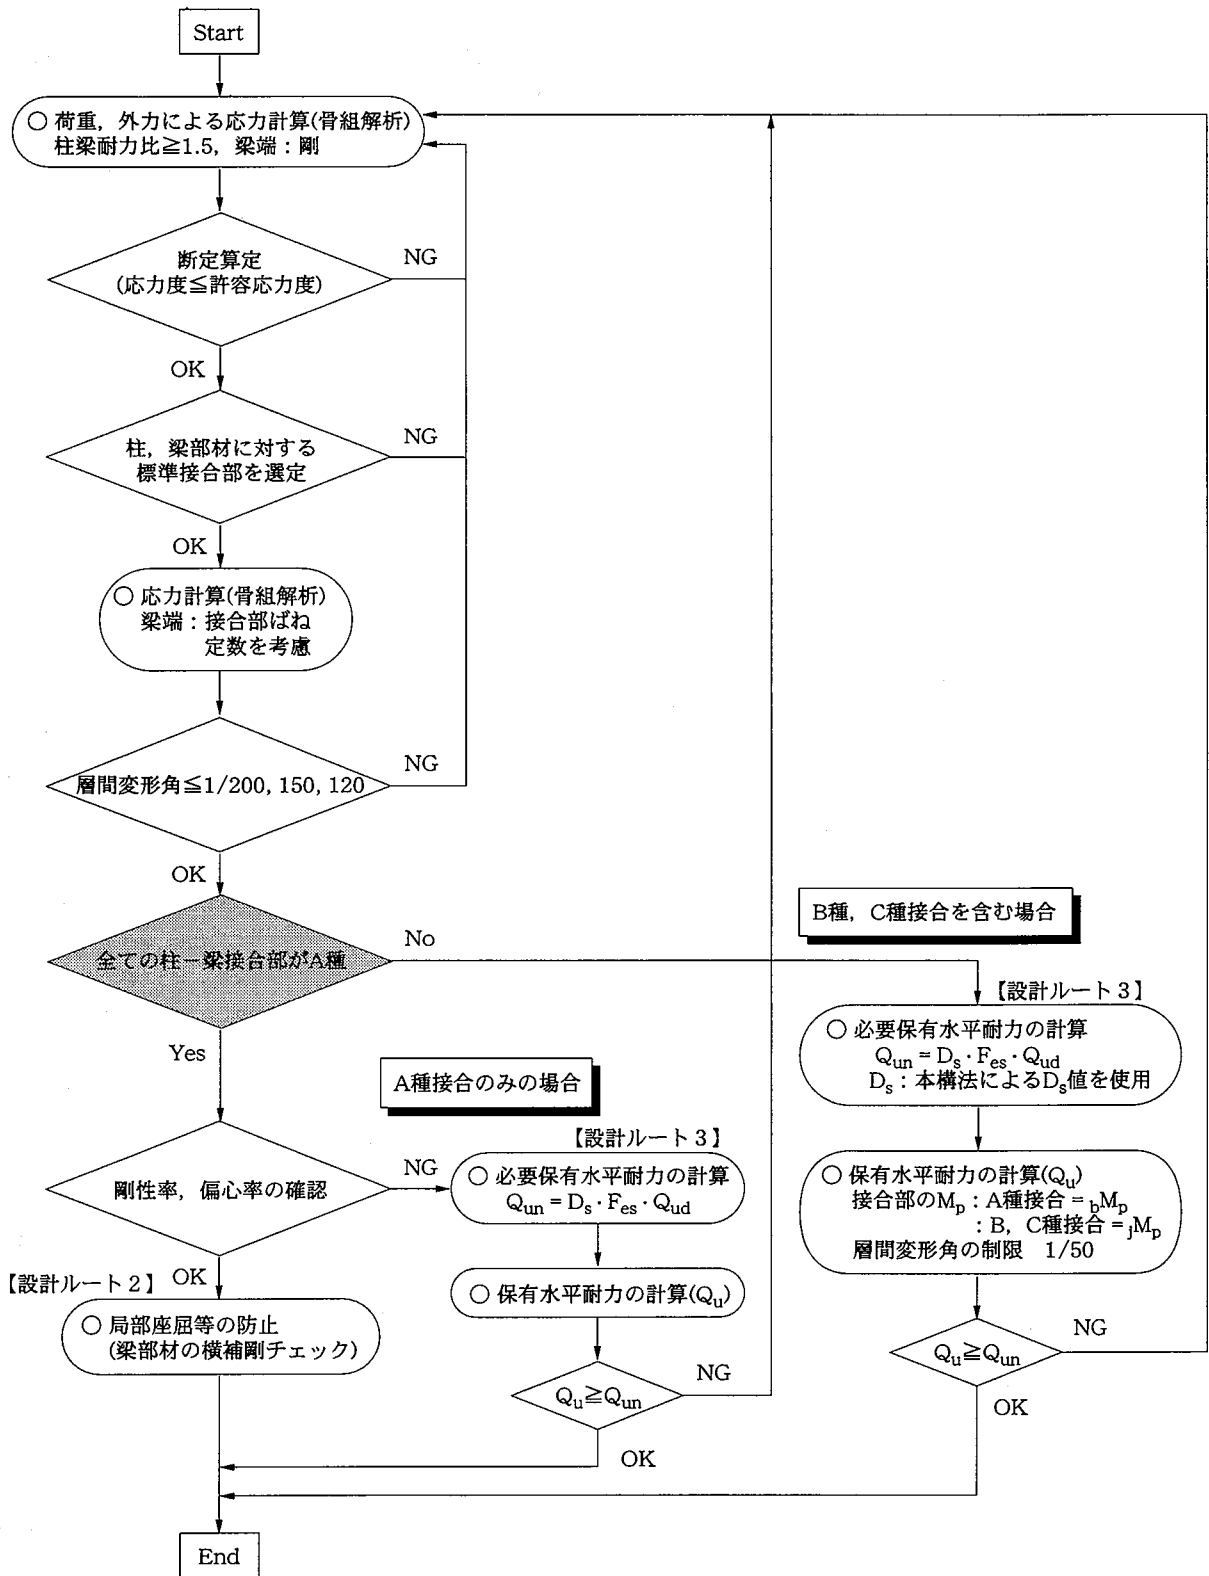 Start
○ 荷重，外力による応力計算(骨組解析)
柱梁耐力比≧1.5，梁端：剛
断定算定
(応力度≦許容応力度)
NG
OK
柱，梁部材に対する
標準接合部を選定
NG
OK
○ 応力計算(骨組解析)
梁端：接合部ばね
定数を考慮
層間変形角≦1/200, 150, 120
NG
OK
全ての柱－梁接合部がA種
No
Yes
B種，C種接合を含む場合
【設計ルート3】
○ 必要保有水平耐力の計算
Qun = Ds · Fes · Qud
Ds：本構法によるDs値を使用
○ 保有水平耐力の計算(Qu)
接合部のMp：A種接合 = bMp
：B，C種接合 = jMp
層間変形角の制限 1/50
Qu≧Qun
NG
OK
A種接合のみの場合
【設計ルート3】
剛性率，偏心率の確認
NG
○ 必要保有水平耐力の計算
Qun = Ds · Fes · Qud
○ 保有水平耐力の計算(Qu)
Qu≧Qun
NG
OK
OK
【設計ルート2】
○ 局部座屈等の防止
(梁部材の横補剛チェック)
End